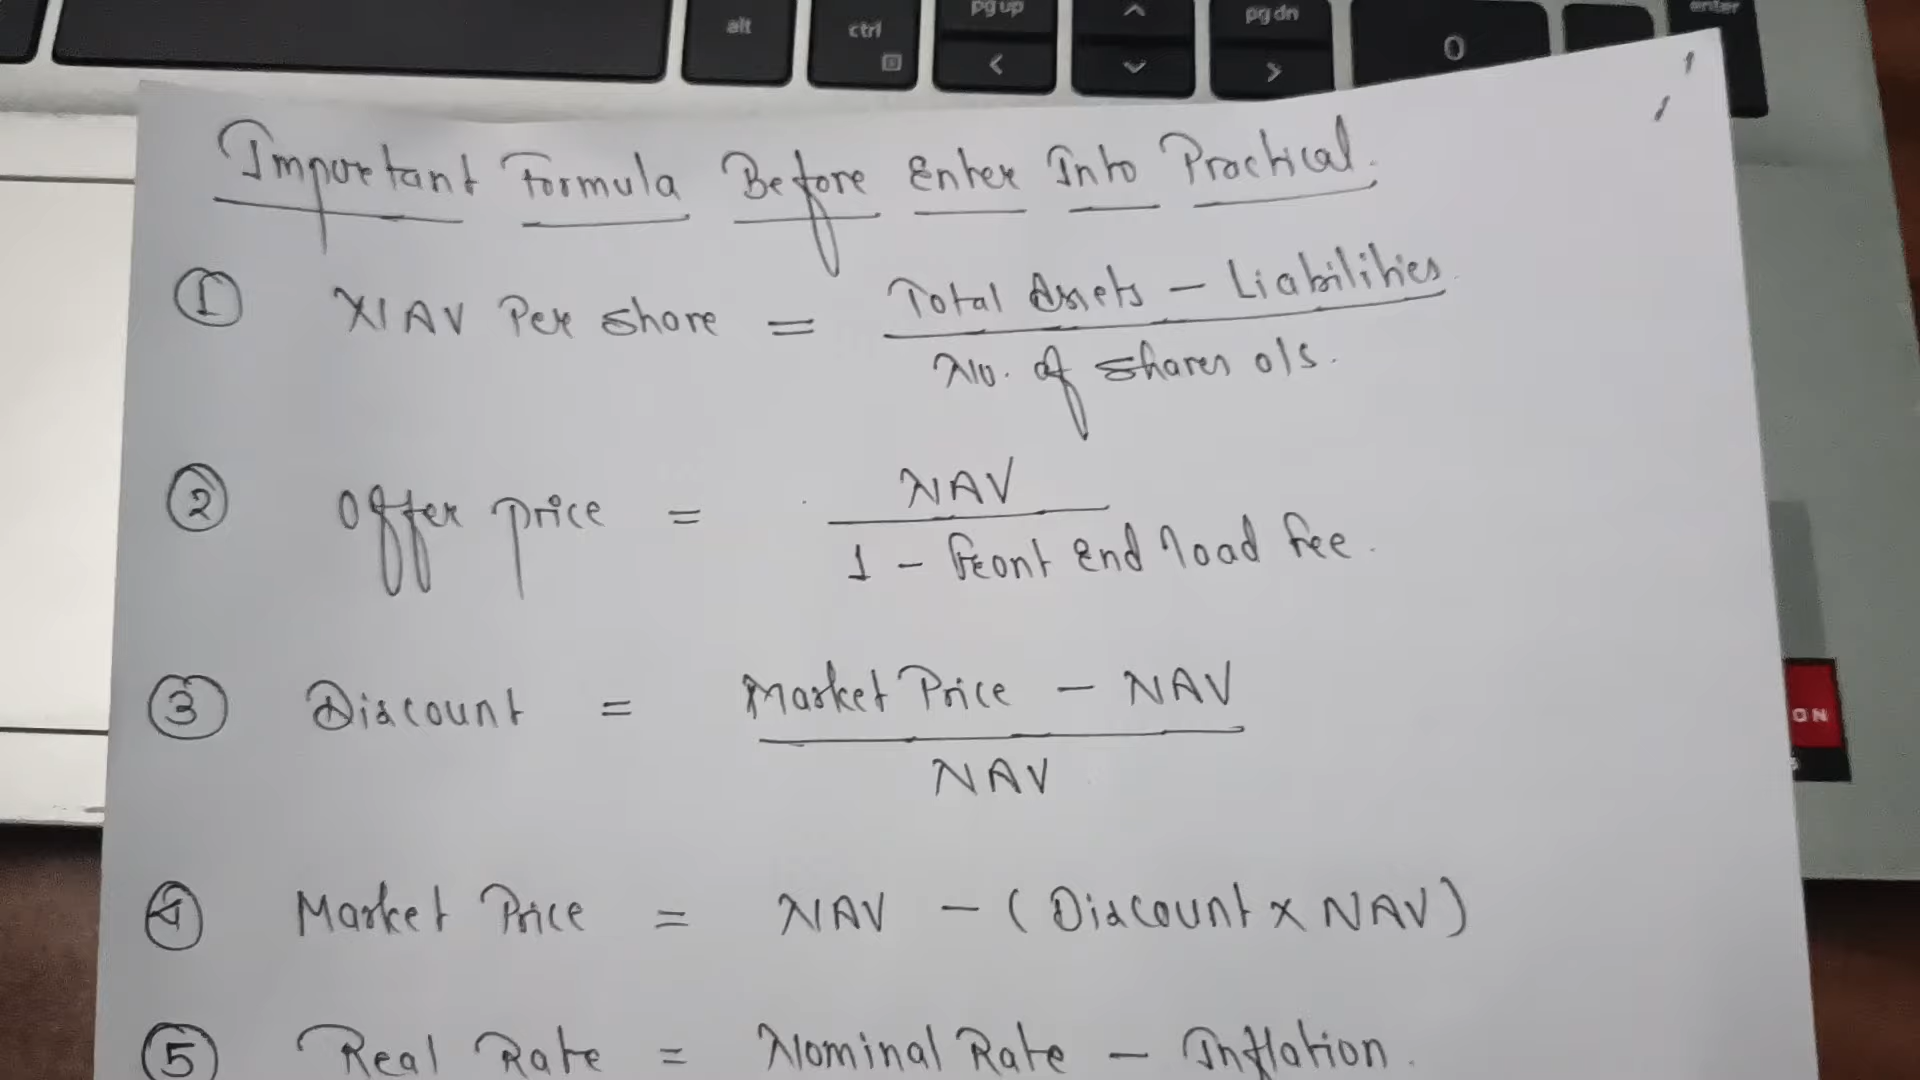 alt
ctrl
pg up
pg dn
0
enter
Important Formula Before Enter Into Practical.
① NAV Per share = Total Assets - Liabilities
No. of shares o/s.
② Offer price = NAV
1 - Front End load fee.
③ Discount = Market Price - NAV
NAV
④ Market Price = NAV - (Discount x NAV)
⑤ Real Rate = Nominal Rate - Inflation.
ON